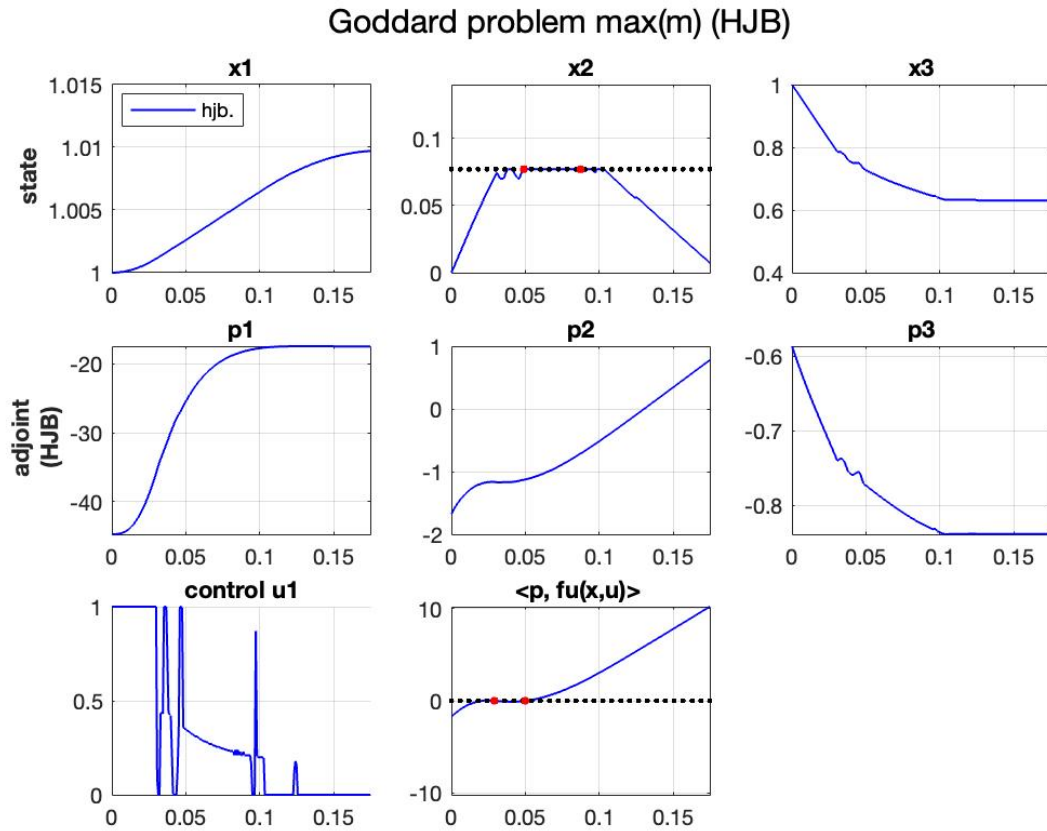 Goddard problem max(m) (HJB)
x1
x2
x3
state
1.015
1.01
1.005
1
hjb.
0 0.05 0.1 0.15
0.1
0.05
0
0 0.05 0.1 0.15
1
0.8
0.6
0.4
0 0.05 0.1 0.15
p1
p2
p3
adjoint
(HJB)
-20
-30
-40
0 0.05 0.1 0.15
1
0
-1
-2
0 0.05 0.1 0.15
-0.6
-0.7
-0.8
0 0.05 0.1 0.15
control u1
<p, fu(x,u)>
1
0.5
0
0 0.05 0.1 0.15
10
0
-10
0 0.05 0.1 0.15